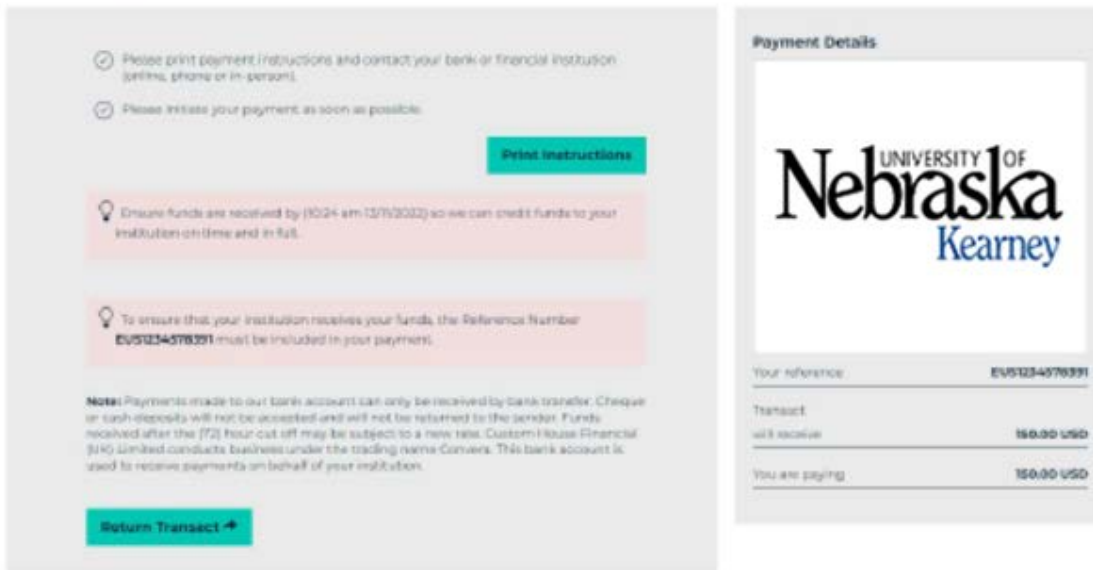 Please print payment instructions and contact your bank or financial institution
(online, phone or in-person).
Please initiate your payment as soon as possible.
Print Instructions
Ensure funds are received by (10:24 am 13/11/2022) so we can credit funds to your
institution on time and in full.
To ensure that your institution receives your funds, the Reference Number
EUS1234578391 must be included in your payment.
Note: Payments made to our bank account can only be received by bank transfer. Cheque
or cash deposits will not be accepted and will not be returned to the sender. Funds
received after the (72) hour cut off may be subject to a new rate. Custom House Financial
(UK) Limited conducts business under the trading name Convera. This bank account is
used to receive payments on behalf of your institution.
Return Transact
Payment Details
UNIVERSITY OF
Nebraska
Kearney
Your reference EUS1234578391
Transact
will receive 150.00 USD
You are paying 150.00 USD